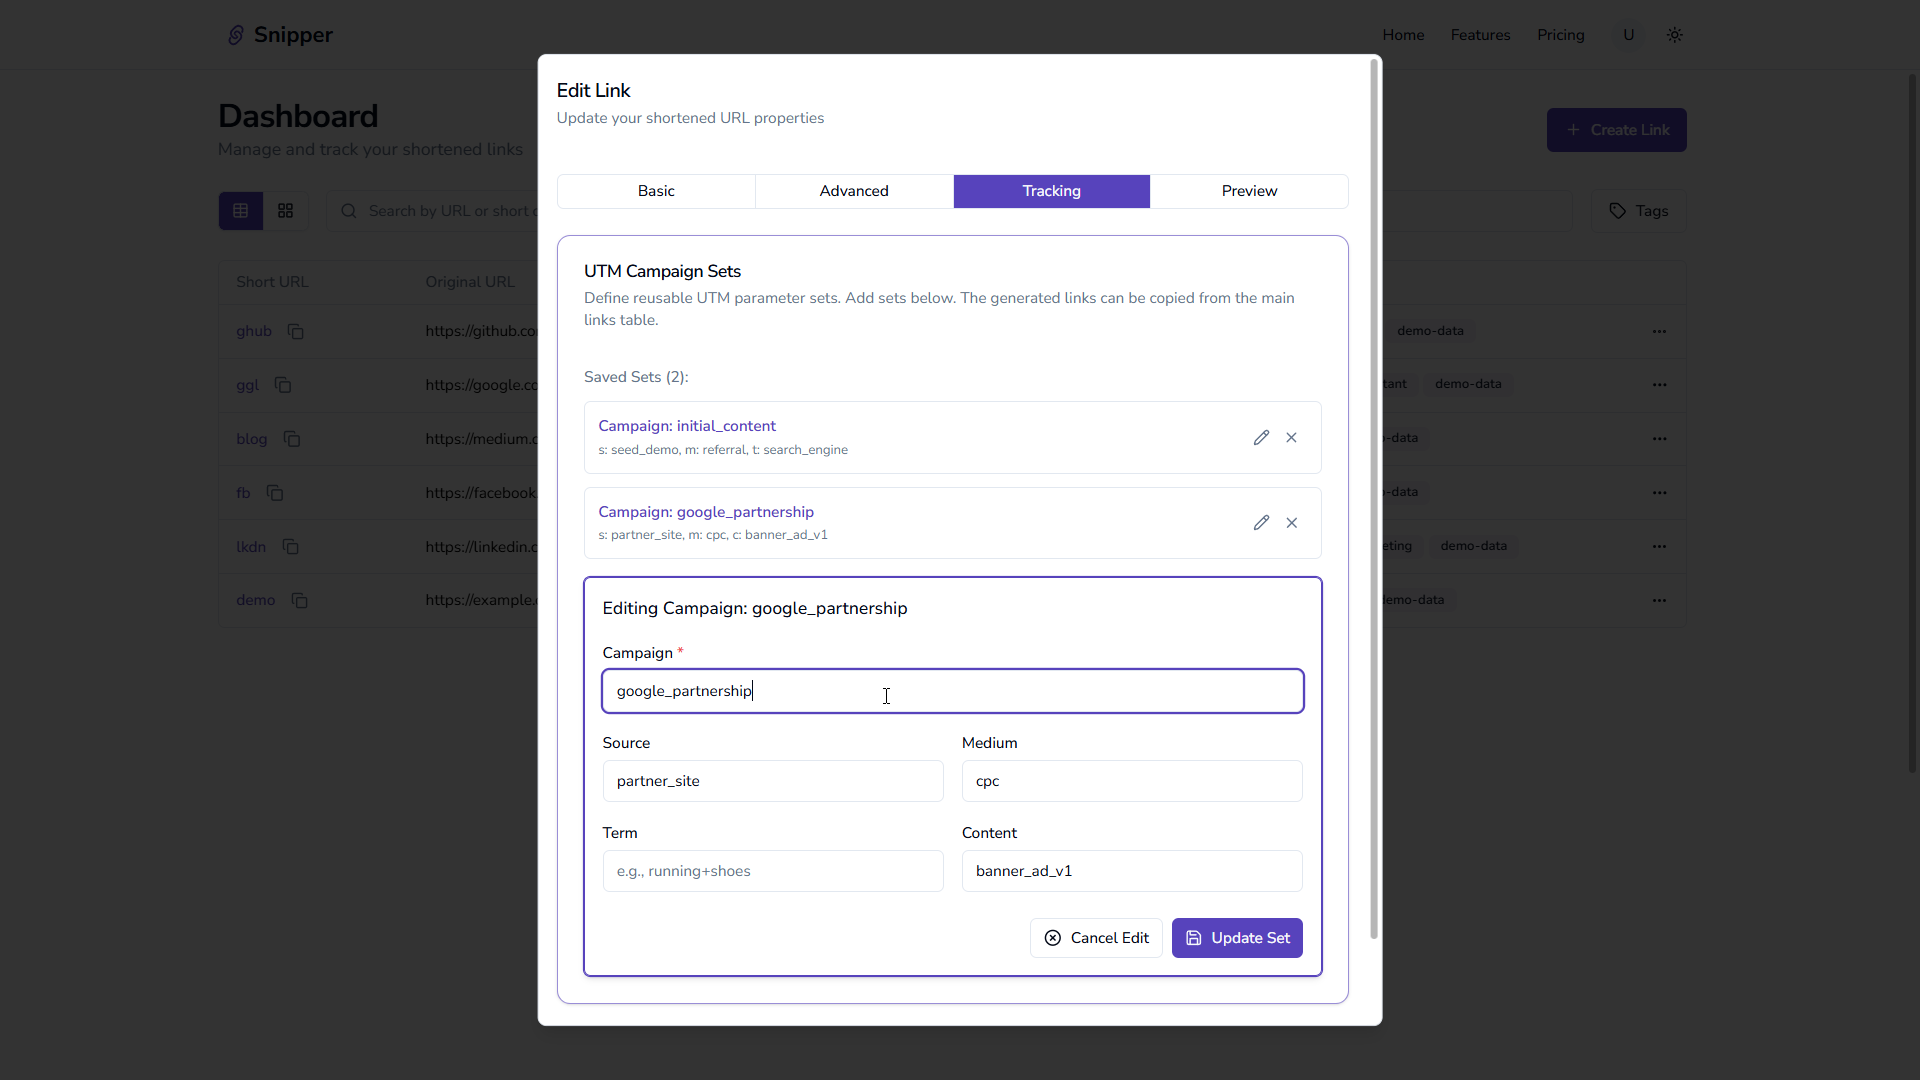 Snipper
Home
Features
Pricing
U
Dashboard
Manage and track your shortened links
Create Link
Search by URL or short
Tags
Short URL
Original URL
ghub
https://github.co
demo-data
ggl
https://google.co
demo-data
blog
https://medium.c
-data
fb
https://facebook
-data
lkdn
https://linkedin.c
demo-data
demo
https://example.
demo-data
Edit Link
Update your shortened URL properties
Basic
Advanced
Tracking
Preview
UTM Campaign Sets
Define reusable UTM parameter sets. Add sets below. The generated links can be copied from the main
links table.
Saved Sets (2):
Campaign: initial_content
s: seed_demo, m: referral, t: search_engine
Campaign: google_partnership
s: partner_site, m: cpc, c: banner_ad_v1
Editing Campaign: google_partnership
Campaign *
google_partnership
Source
Medium
partner_site
cpc
Term
Content
e.g., running+shoes
banner_ad_v1
Cancel Edit
Update Set